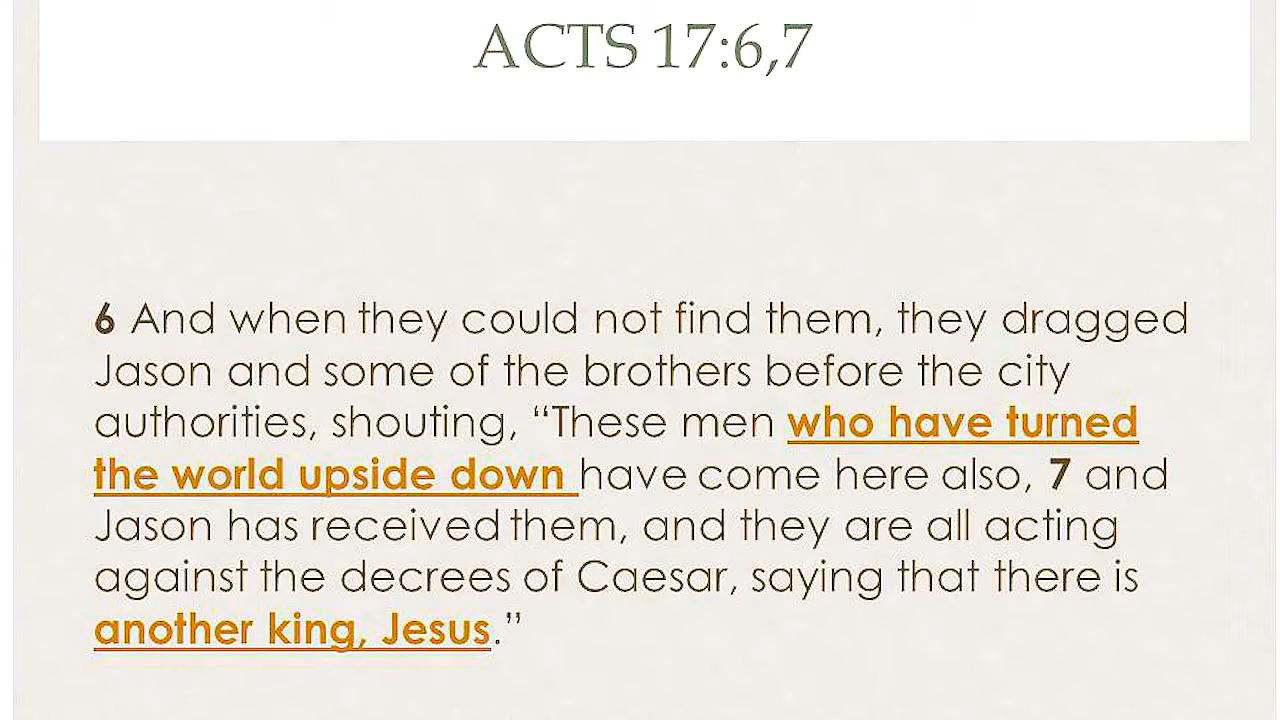 ACTS 17:6,7
6 And when they could not find them, they dragged
Jason and some of the brothers before the city
authorities, shouting, “These men who have turned
the world upside down have come here also, 7 and
Jason has received them, and they are all acting
against the decrees of Caesar, saying that there is
another king, Jesus.”